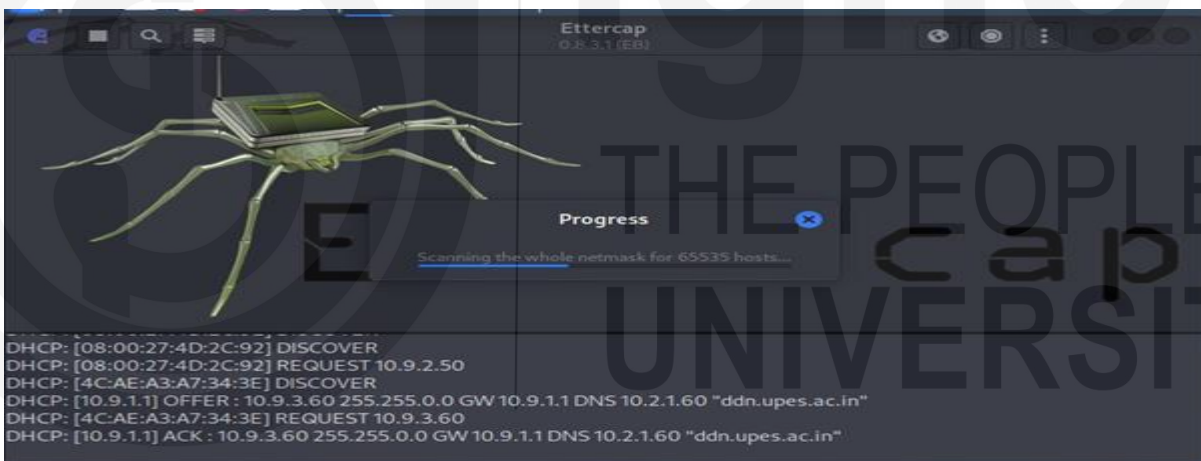 Ettercap
0.8.3.1 (EB)
THE PEOPLE
UNIVERSI
E cap
Progress
Scanning the whole netmask for 65535 hosts...
DHCP: [08:00:27:4D:2C:92] DISCOVER
DHCP: [08:00:27:4D:2C:92] REQUEST 10.9.2.50
DHCP: [4C:AE:A3:A7:34:3E] DISCOVER
DHCP: [10.9.1.1] OFFER : 10.9.3.60 255.255.0.0 GW 10.9.1.1 DNS 10.2.1.60 "ddn.upes.ac.in"
DHCP: [4C:AE:A3:A7:34:3E] REQUEST 10.9.3.60
DHCP: [10.9.1.1] ACK : 10.9.3.60 255.255.0.0 GW 10.9.1.1 DNS 10.2.1.60 "ddn.upes.ac.in"